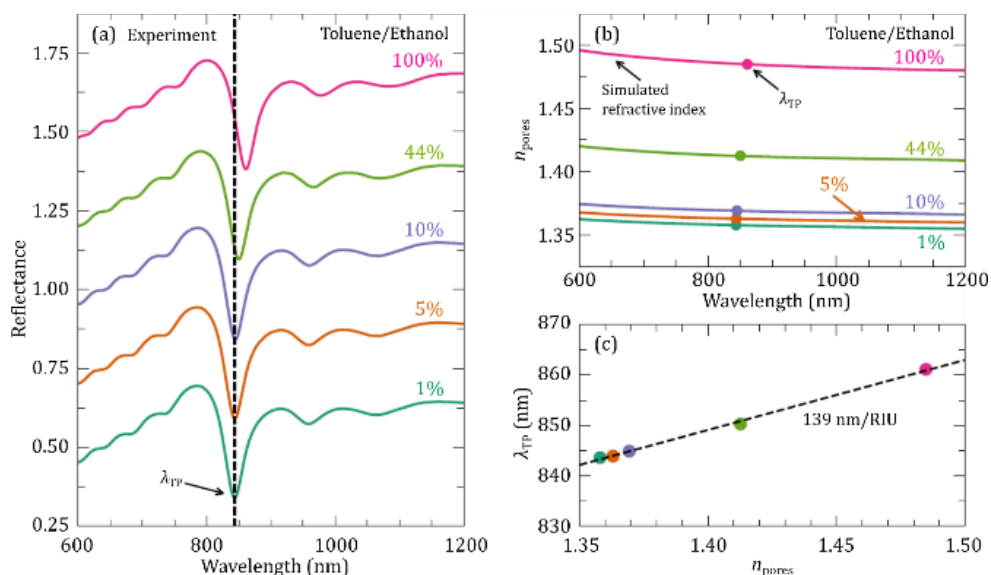 (a) Experiment Toluene/Ethanol
100%
44%
10%
5%
1%
λTP
1.75
1.50
1.25
1.00
0.75
0.50
0.25
Reflectance
600 800 1000 1200
Wavelength (nm)
(b) Toluene/Ethanol
100%
Simulated
refractive index
λTP
44%
5%
10%
1%
1.50
1.45
1.40
1.35
npores
600 800 1000 1200
Wavelength (nm)
(c)
139 nm/RIU
870
860
850
840
830
λTP (nm)
1.35 1.40 1.45 1.50
npores